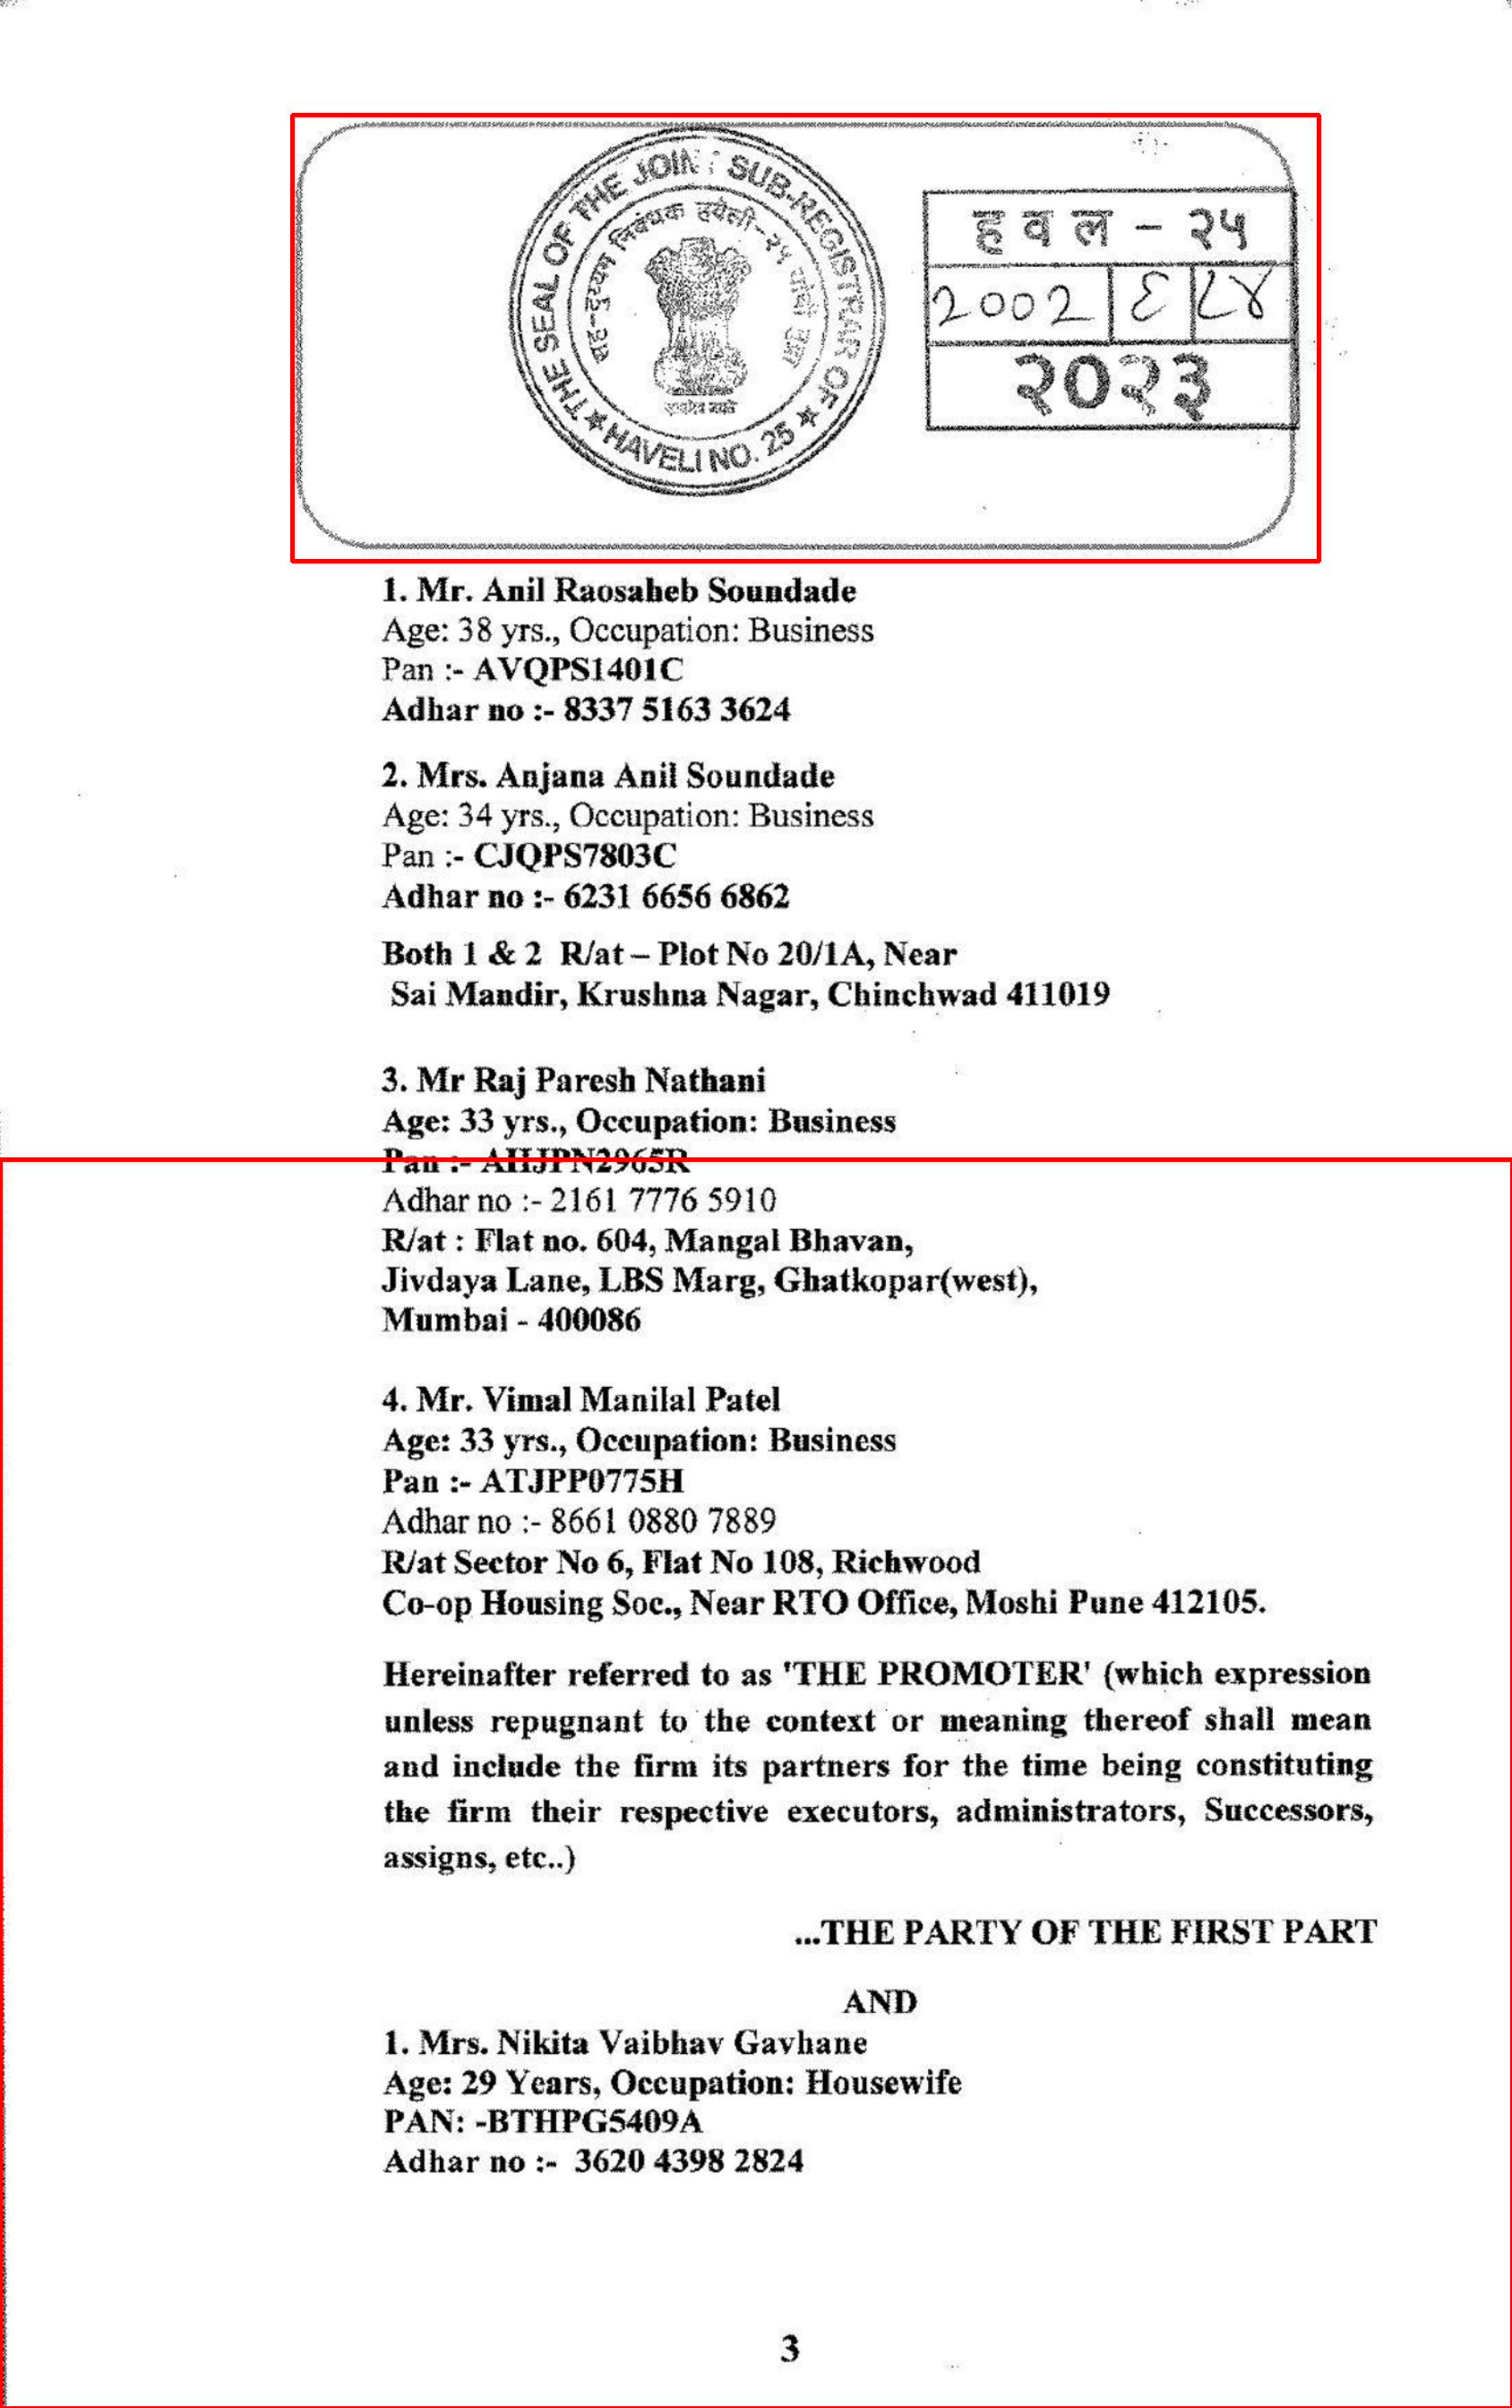 THE SEAL OF THE JOIN SUB-REGISTRAR OF
HAVELI NO. 25
सह-दुय्यम निबंधक हवेली-२५ यांचे
हवल - २५
2002 ६ ८४
२०२३
1. Mr. Anil Raosaheb Soundade
Age: 38 yrs., Occupation: Business
Pan :- AVQPS1401C
Adhar no :- 8337 5163 3624
2. Mrs. Anjana Anil Soundade
Age: 34 yrs., Occupation: Business
Pan :- CJQPS7803C
Adhar no :- 6231 6656 6862
Both 1 & 2 R/at – Plot No 20/1A, Near
Sai Mandir, Krushna Nagar, Chinchwad 411019
3. Mr Raj Paresh Nathani
Age: 33 yrs., Occupation: Business
Pan :-
Adhar no :- 2161 7776 5910
R/at : Flat no. 604, Mangal Bhavan,
Jivdaya Lane, LBS Marg, Ghatkopar(west),
Mumbai - 400086
4. Mr. Vimal Manilal Patel
Age: 33 yrs., Occupation: Business
Pan :- ATJPP0775H
Adhar no :- 8661 0880 7889
R/at Sector No 6, Flat No 108, Richwood
Co-op Housing Soc., Near RTO Office, Moshi Pune 412105.
Hereinafter referred to as 'THE PROMOTER' (which expression
unless repugnant to the context or meaning thereof shall mean
and include the firm its partners for the time being constituting
the firm their respective executors, administrators, Successors,
assigns, etc..)
...THE PARTY OF THE FIRST PART
AND
1. Mrs. Nikita Vaibhav Gavhane
Age: 29 Years, Occupation: Housewife
PAN: -BTHPG5409A
Adhar no :- 3620 4398 2824
3